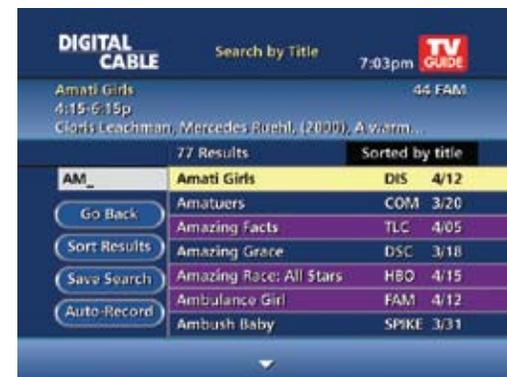 DIGITAL
CABLE
Search by Title
7:03pm
TV
GUIDE
Amati Girls
44 FAM
4:15-6:15p
Cloris Leachman, Mercedes Ruehl, (2000), A warm...
77 Results
Sorted by title
AM_
Amati Girls DIS 4/12
Go Back
Amatuers COM 3/20
Amazing Facts TLC 4/05
Sort Results
Amazing Grace DSC 3/18
Save Search
Amazing Race: All Stars HBO 4/15
Auto-Record
Ambulance Girl FAM 4/12
Ambush Baby SPIKE 3/31